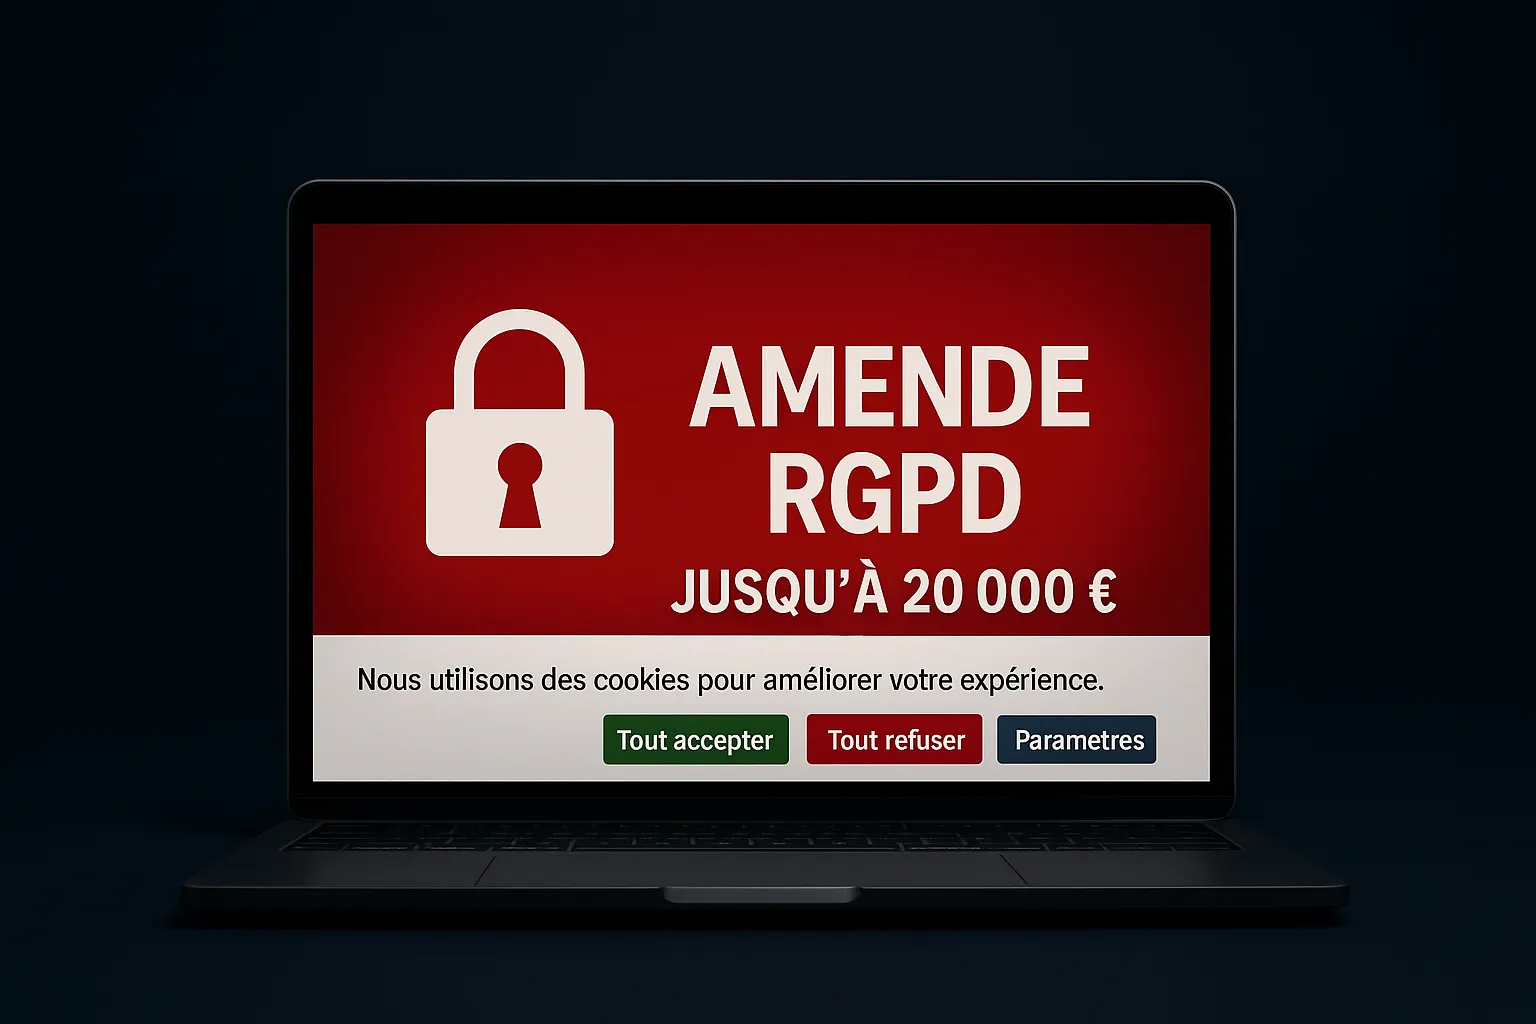 AMENDE
RGPD
JUSQU’À 20 000 €
Nous utilisons des cookies pour améliorer votre expérience.
Tout accepter
Tout refuser
Parametres